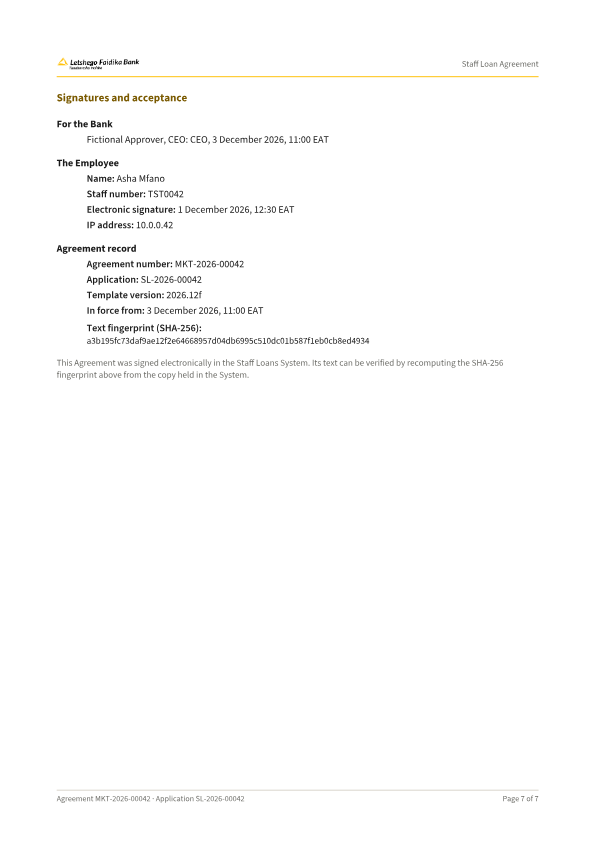 Letshego Faidika Bank
Staff Loan Agreement
Signatures and acceptance
For the Bank
Fictional Approver, CEO: CEO, 3 December 2026, 11:00 EAT
The Employee
Name: Asha Mfano
Staff number: TST0042
Electronic signature: 1 December 2026, 12:30 EAT
IP address: 10.0.0.42
Agreement record
Agreement number: MKT-2026-00042
Application: SL-2026-00042
Template version: 2026.12f
In force from: 3 December 2026, 11:00 EAT
Text fingerprint (SHA-256):
a3b195fc73daf9ae12f2e64668957d04db6995c510dc01b587f1eb0cb8ed4934
This Agreement was signed electronically in the Staff Loans System. Its text can be verified by recomputing the SHA-256
fingerprint above from the copy held in the System.
Agreement MKT-2026-00042 · Application SL-2026-00042
Page 7 of 7